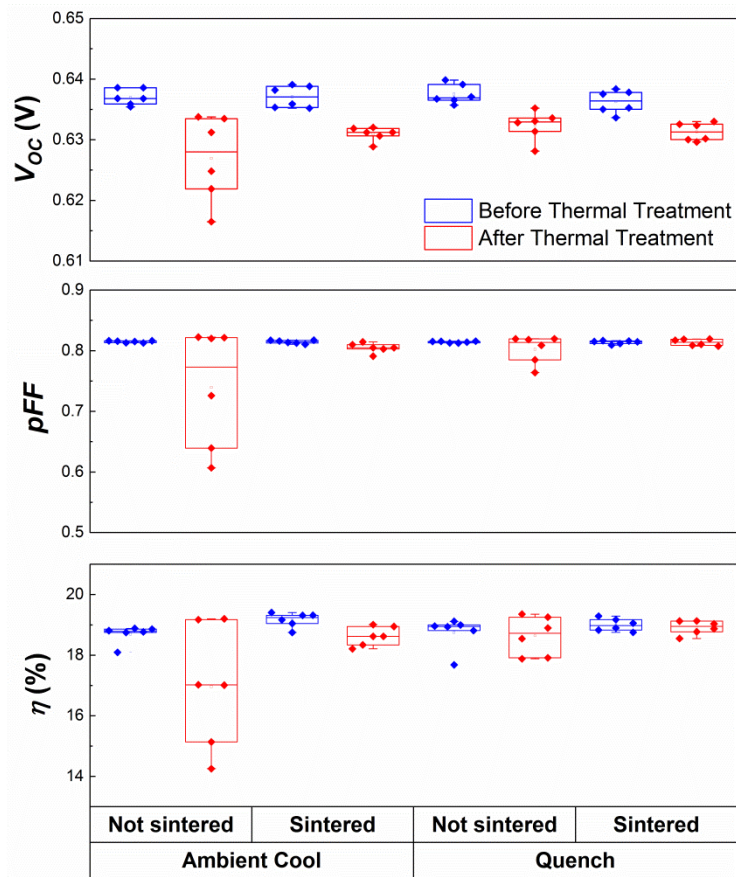 0.65
0.64
0.63
0.62
0.61
V_OC (V)
Before Thermal Treatment
After Thermal Treatment
0.9
0.8
0.7
0.6
0.5
pFF
20
18
16
14
η (%)
Not sintered Sintered Not sintered Sintered
Ambient Cool Quench